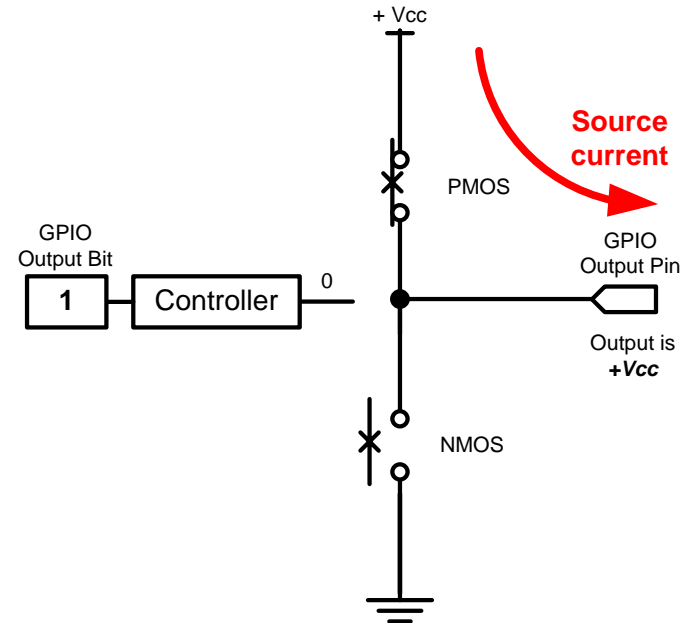 + Vcc
Source
current
PMOS
GPIO
Output Bit
1
Controller
0
GPIO
Output Pin
Output is
+Vcc
NMOS